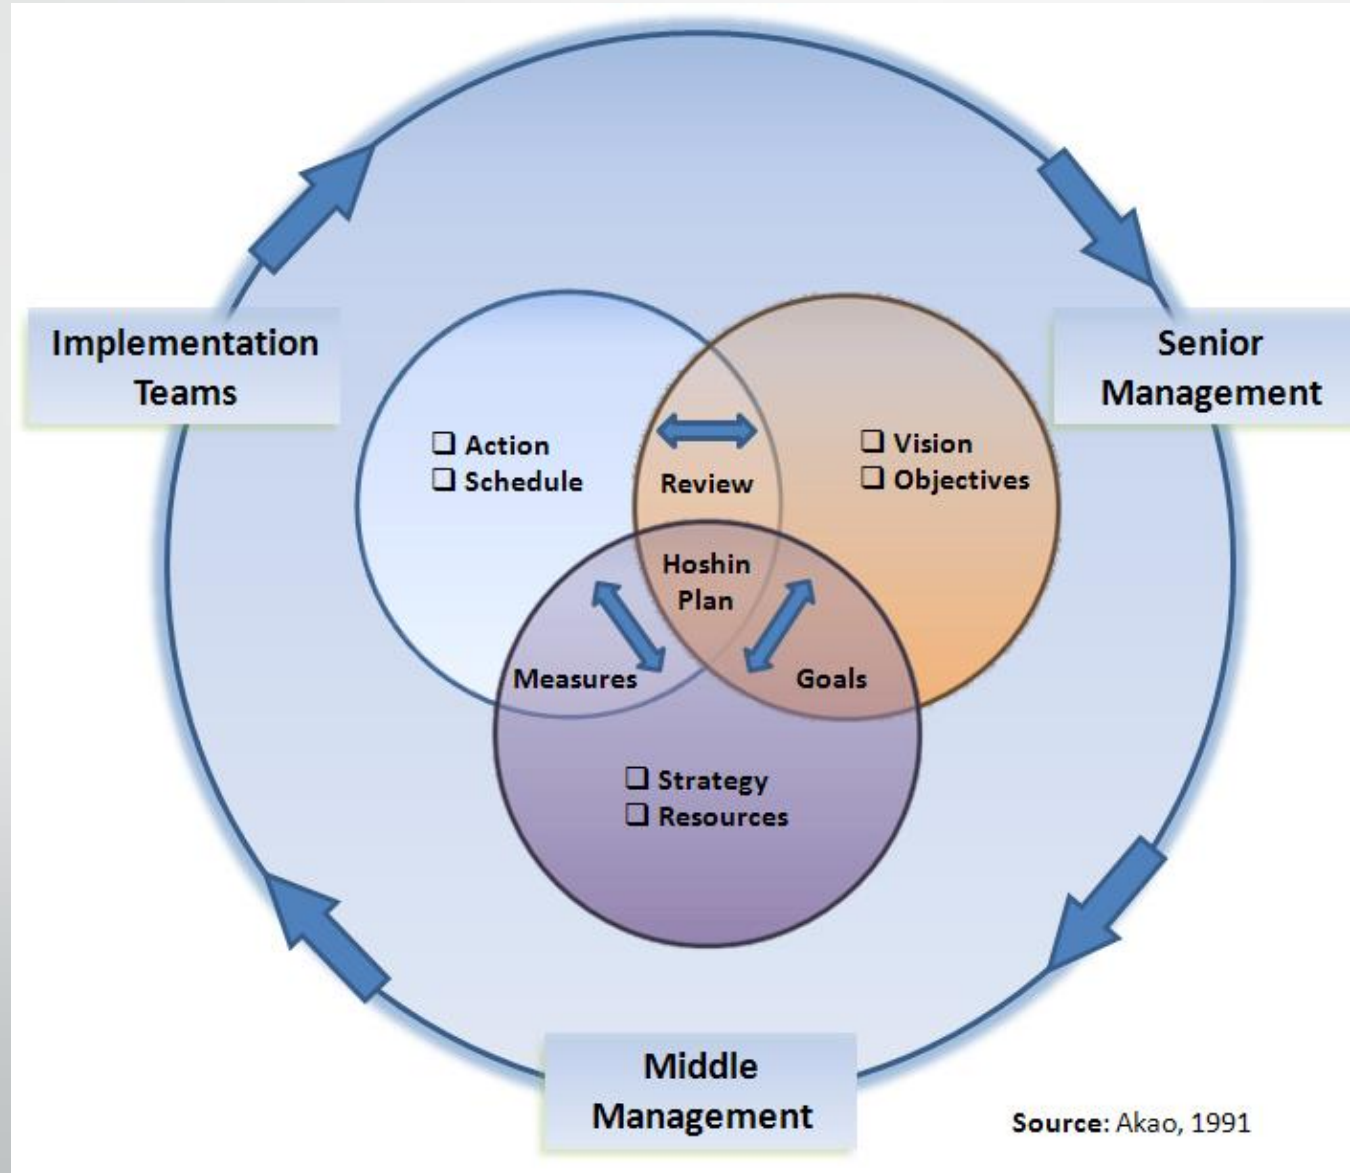 Implementation
Teams
Senior
Management
❑ Action
❑ Schedule
Review
❑ Vision
❑ Objectives
Hoshin
Plan
Measures
Goals
❑ Strategy
❑ Resources
Middle
Management
Source: Akao, 1991